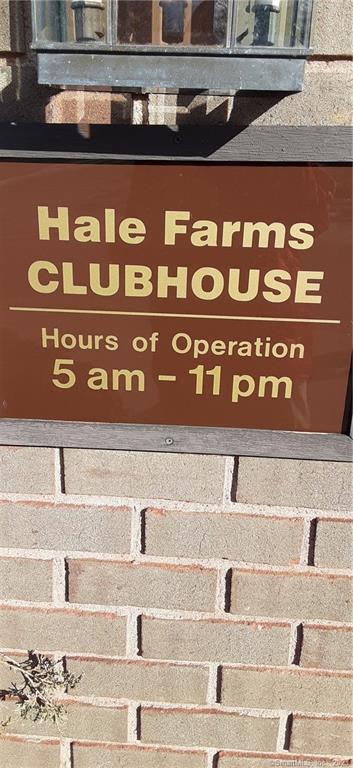 Hale Farms
CLUBHOUSE
Hours of Operation
5 am - 11 pm